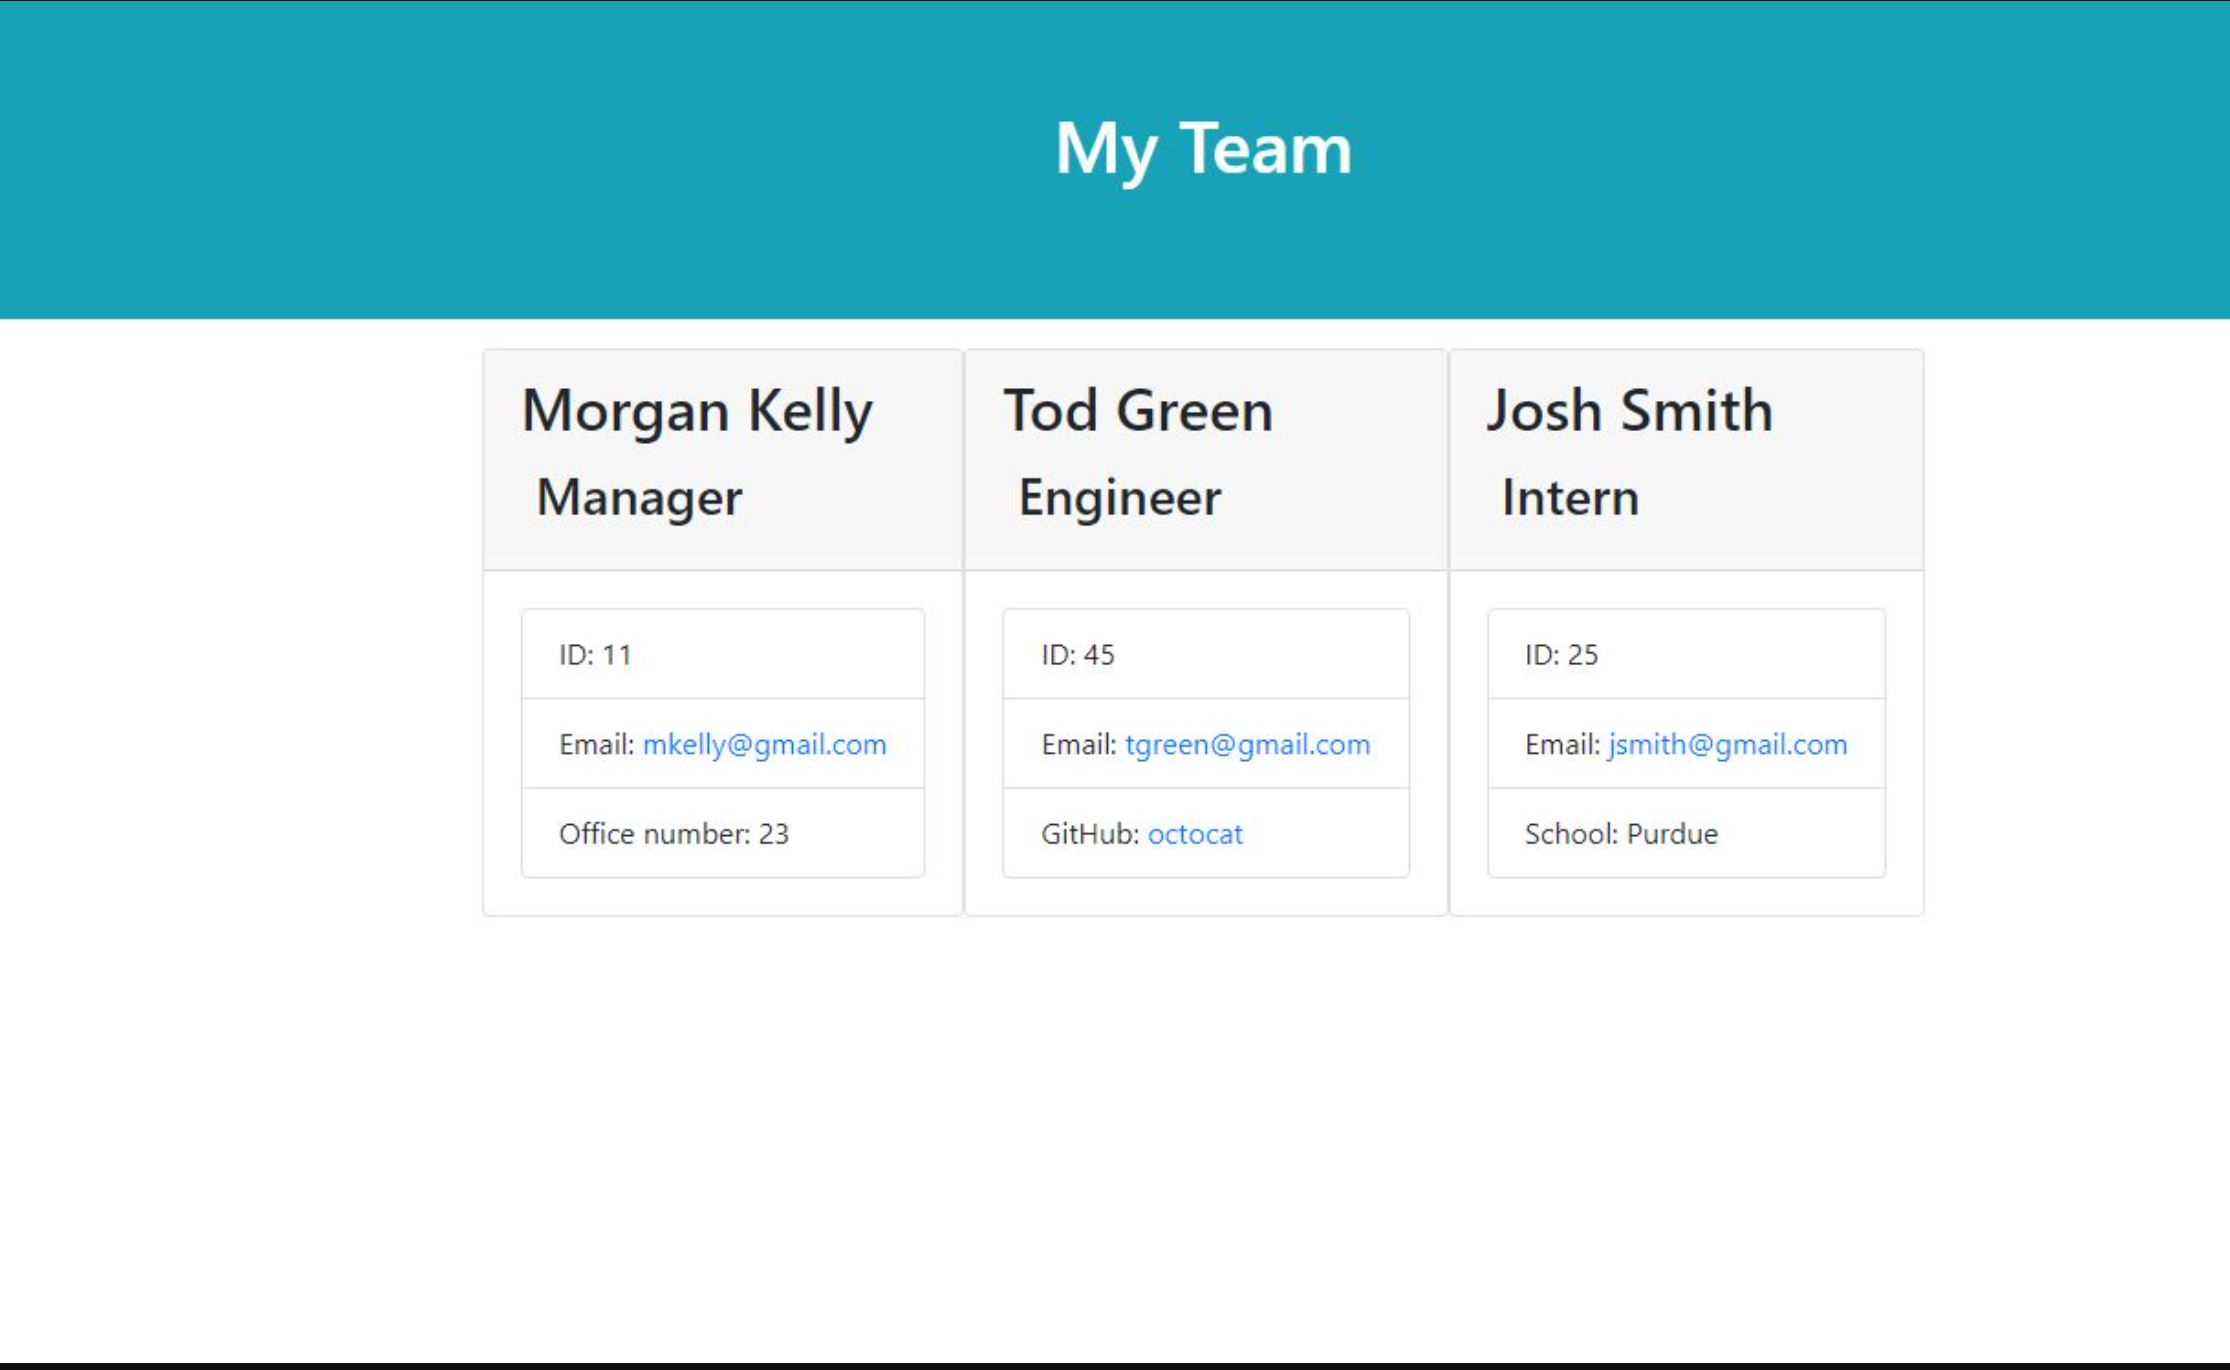 My Team
Morgan Kelly
Manager
ID: 11
Email: mkelly@gmail.com
Office number: 23
Tod Green
Engineer
ID: 45
Email: tgreen@gmail.com
GitHub: octocat
Josh Smith
Intern
ID: 25
Email: jsmith@gmail.com
School: Purdue